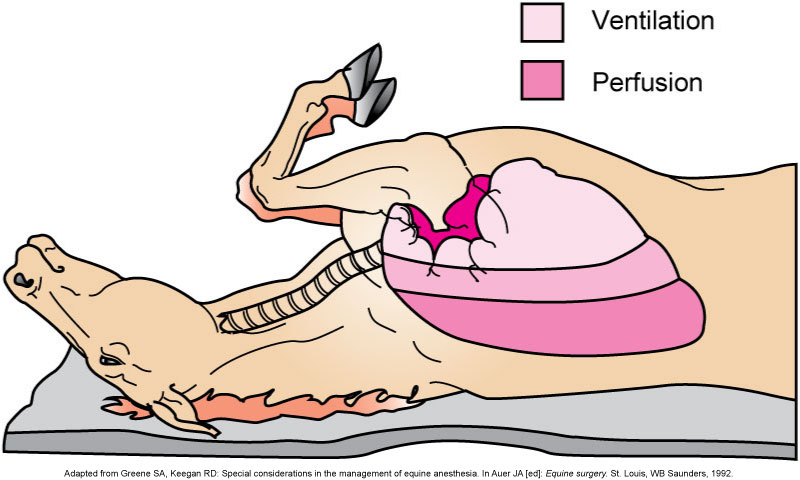 Ventilation
Perfusion
Adapted from Greene SA, Keegan RD: Special considerations in the management of equine anesthesia. In Auer JA [ed]: Equine surgery. St. Louis, WB Saunders, 1992.